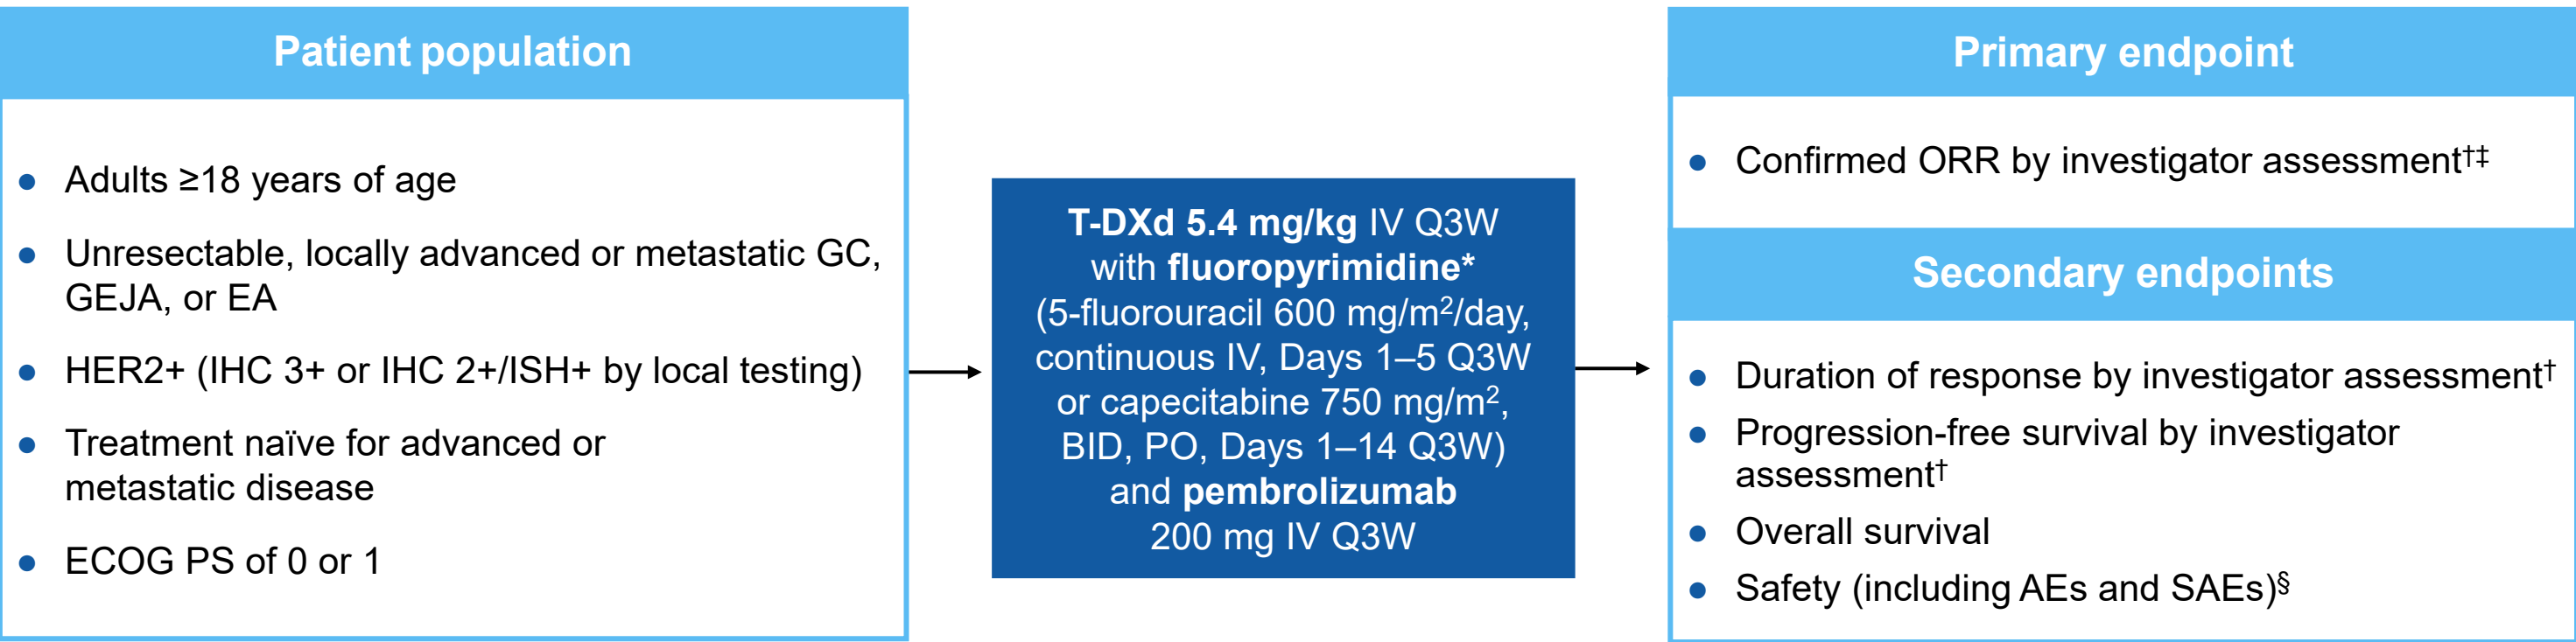 Patient population
● Adults ≥18 years of age
● Unresectable, locally advanced or metastatic GC,
GEJA, or EA
● HER2+ (IHC 3+ or IHC 2+/ISH+ by local testing)
● Treatment naïve for advanced or
metastatic disease
● ECOG PS of 0 or 1
T-DXd 5.4 mg/kg IV Q3W
with fluoropyrimidine*
(5-fluorouracil 600 mg/m²/day,
continuous IV, Days 1–5 Q3W
or capecitabine 750 mg/m²,
BID, PO, Days 1–14 Q3W)
and pembrolizumab
200 mg IV Q3W
Primary endpoint
● Confirmed ORR by investigator assessment†‡
Secondary endpoints
● Duration of response by investigator assessment†
● Progression-free survival by investigator
assessment†
● Overall survival
● Safety (including AEs and SAEs)§